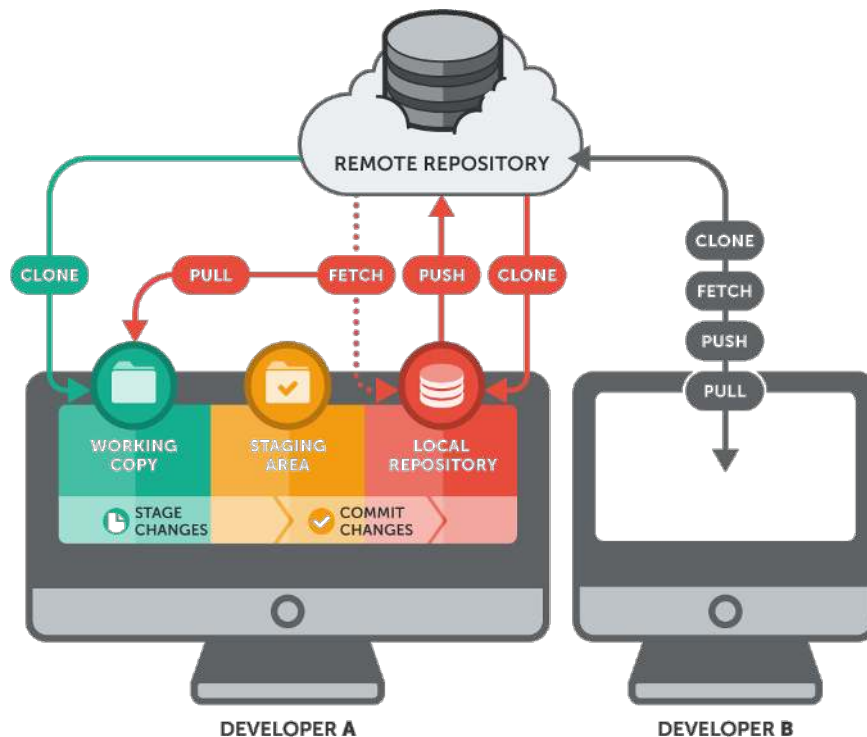 REMOTE REPOSITORY
CLONE
PULL
FETCH
PUSH
CLONE
CLONE
FETCH
PUSH
PULL
WORKING
COPY
STAGING
AREA
LOCAL
REPOSITORY
STAGE
CHANGES
COMMIT
CHANGES
DEVELOPER A
DEVELOPER B